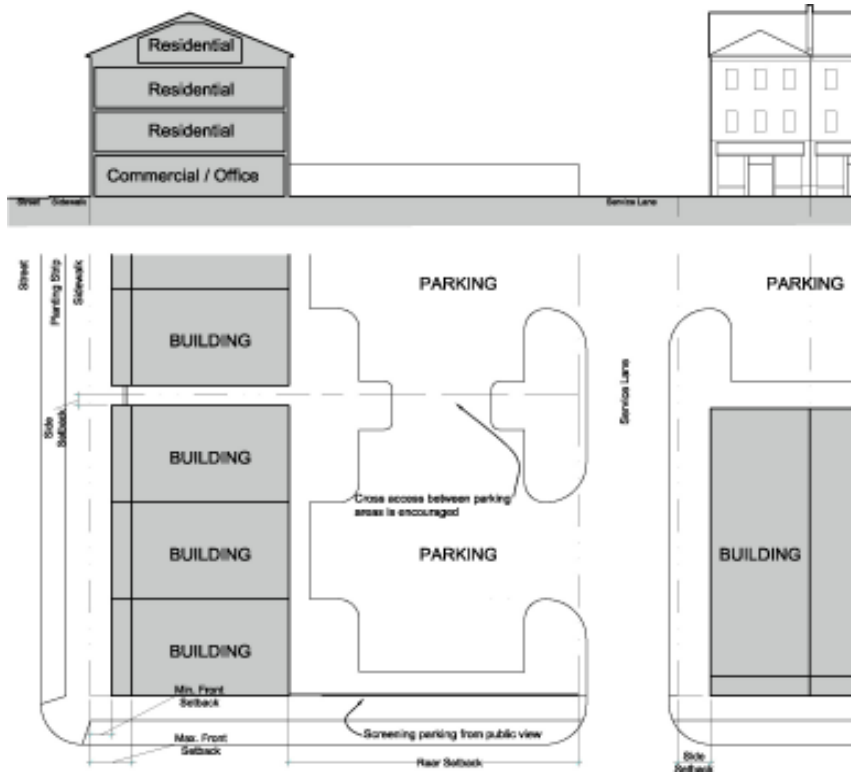 Residential
Residential
Residential
Commercial / Office
Street Sidewalk
Service Lane
Street
Planting Strip
Sidewalk
PARKING
PARKING
BUILDING
Service Lane
Side
Setback
BUILDING
Cross access between parking
areas is encouraged
BUILDING
PARKING
BUILDING
BUILDING
Min. Front
Setback
Max. Front
Setback
Screening parking from public view
Rear Setback
Side
Setback